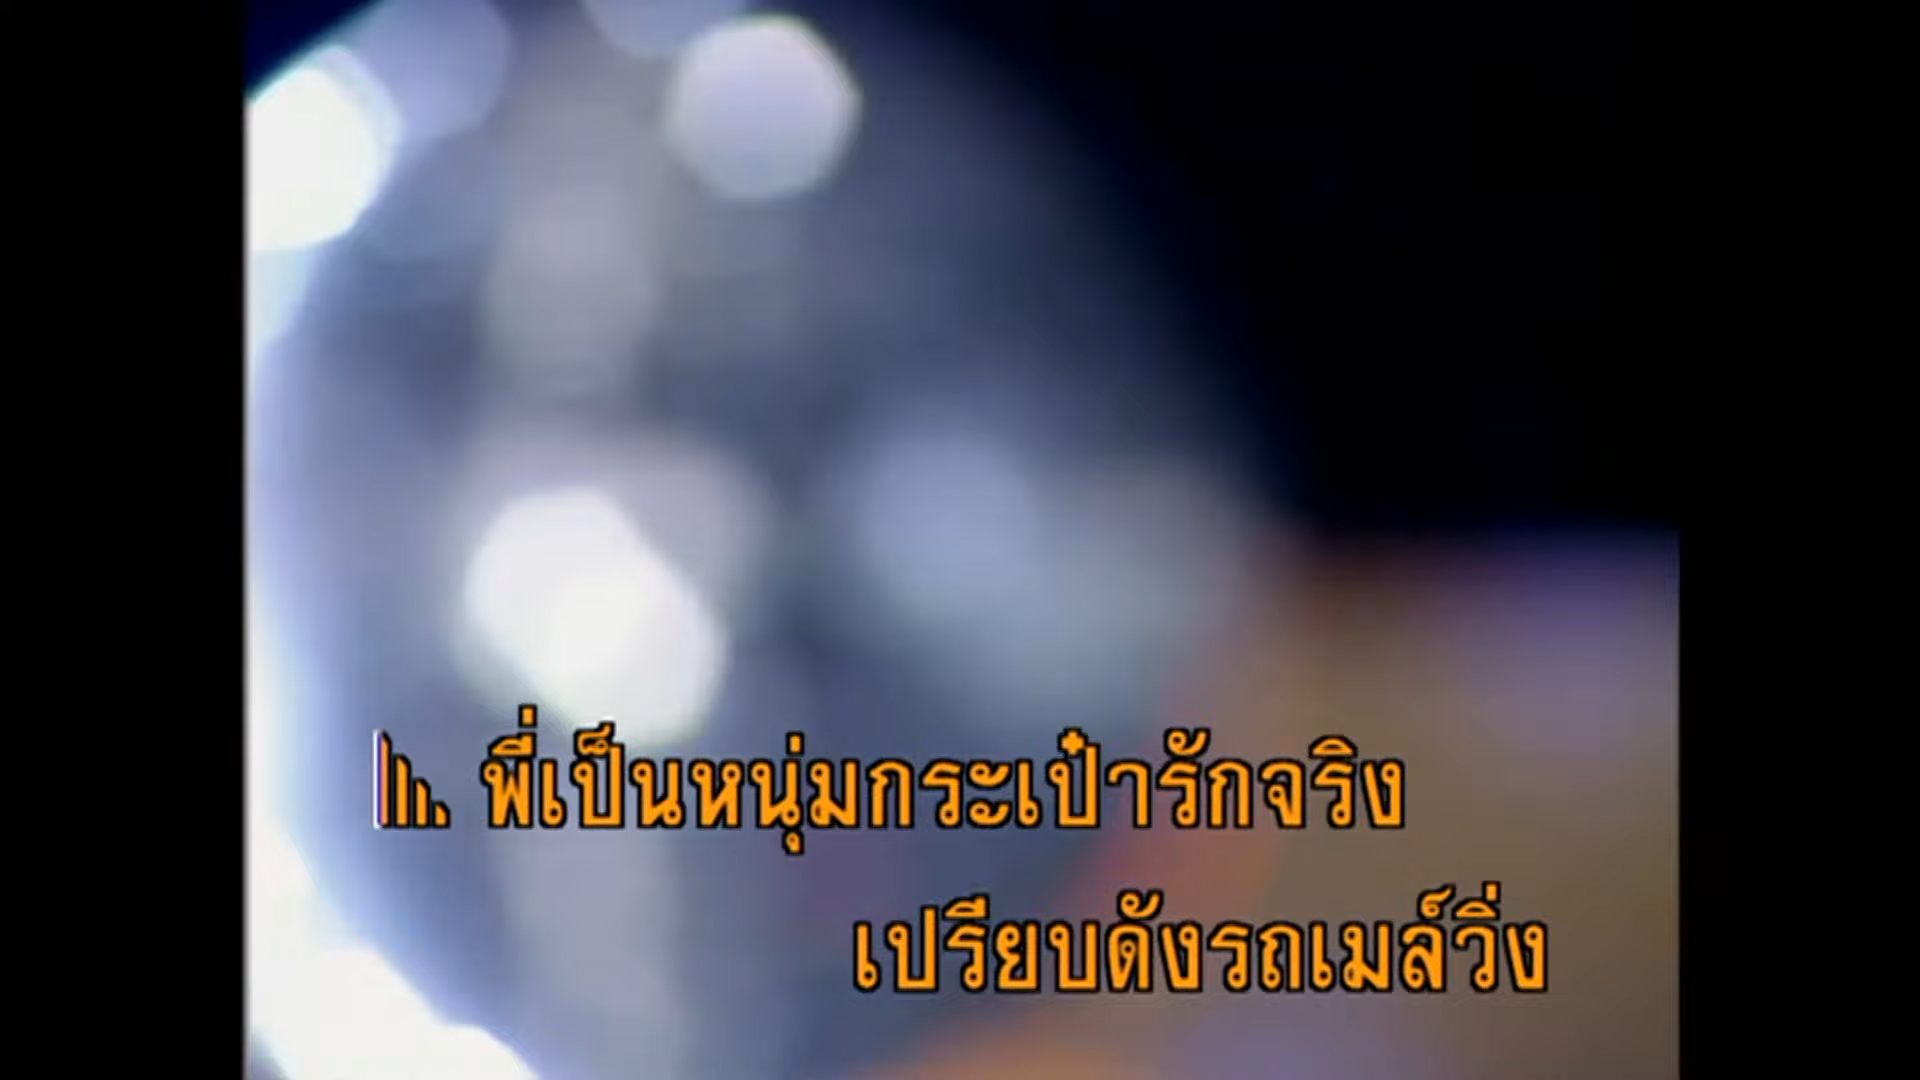 พี่เป็นหนุ่มกระเป๋ารักจริง
เปรียบดังรถเมล์วิ่ง